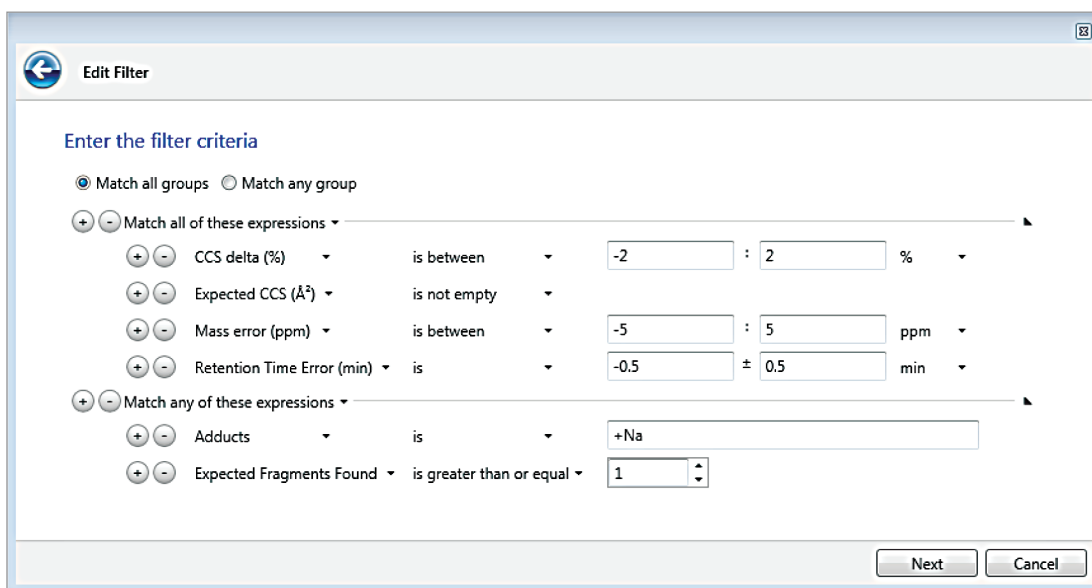 Edit Filter
Enter the filter criteria
Match all groups Match any group
+ - Match all of these expressions
+ - CCS delta (%) is between -2 : 2 %
+ - Expected CCS (Å²) is not empty
+ - Mass error (ppm) is between -5 : 5 ppm
+ - Retention Time Error (min) is -0.5 ± 0.5 min
+ - Match any of these expressions
+ - Adducts is +Na
+ - Expected Fragments Found is greater than or equal 1
Next Cancel